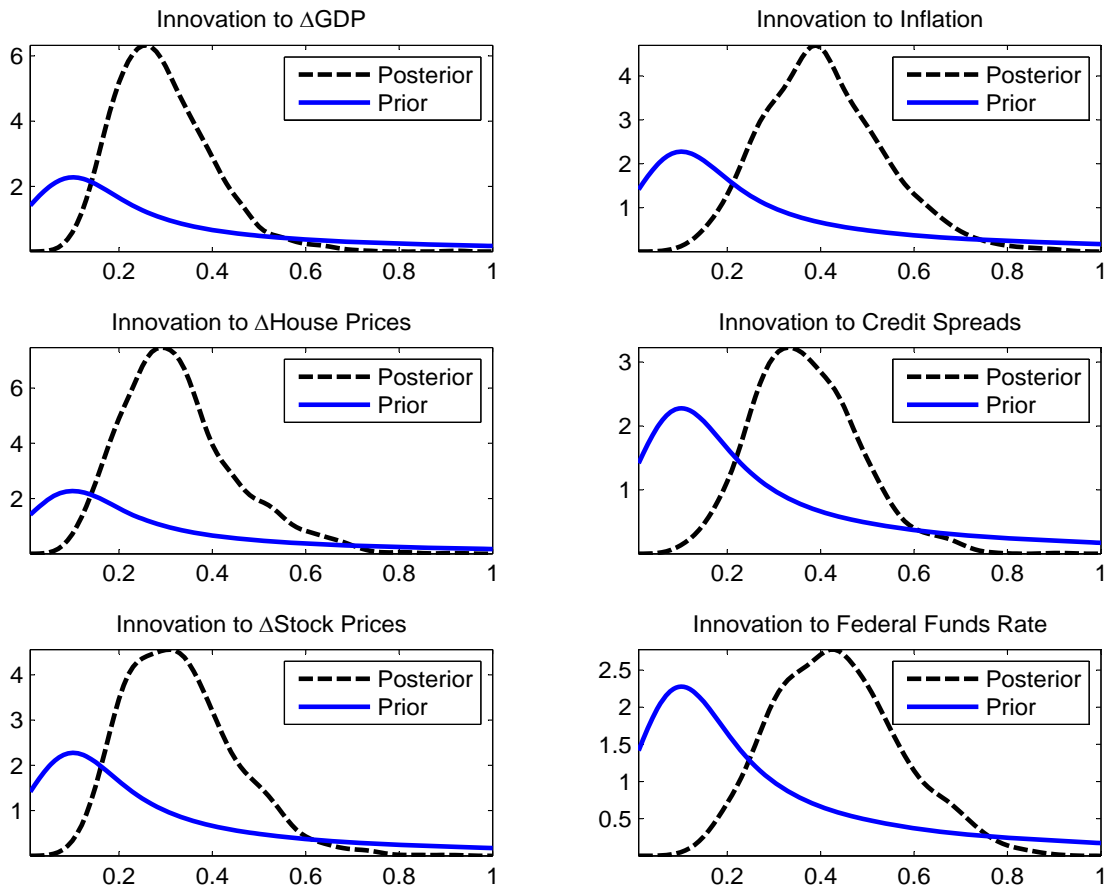 Innovation to ΔGDP
6
4
2
0.2 0.4 0.6 0.8 1
Posterior
Prior
Innovation to Inflation
4
3
2
1
0.2 0.4 0.6 0.8 1
Posterior
Prior
Innovation to ΔHouse Prices
6
4
2
0.2 0.4 0.6 0.8 1
Posterior
Prior
Innovation to Credit Spreads
3
2
1
0.2 0.4 0.6 0.8 1
Posterior
Prior
Innovation to ΔStock Prices
4
3
2
1
0.2 0.4 0.6 0.8 1
Posterior
Prior
Innovation to Federal Funds Rate
2.5
2
1.5
1
0.5
0.2 0.4 0.6 0.8 1
Posterior
Prior